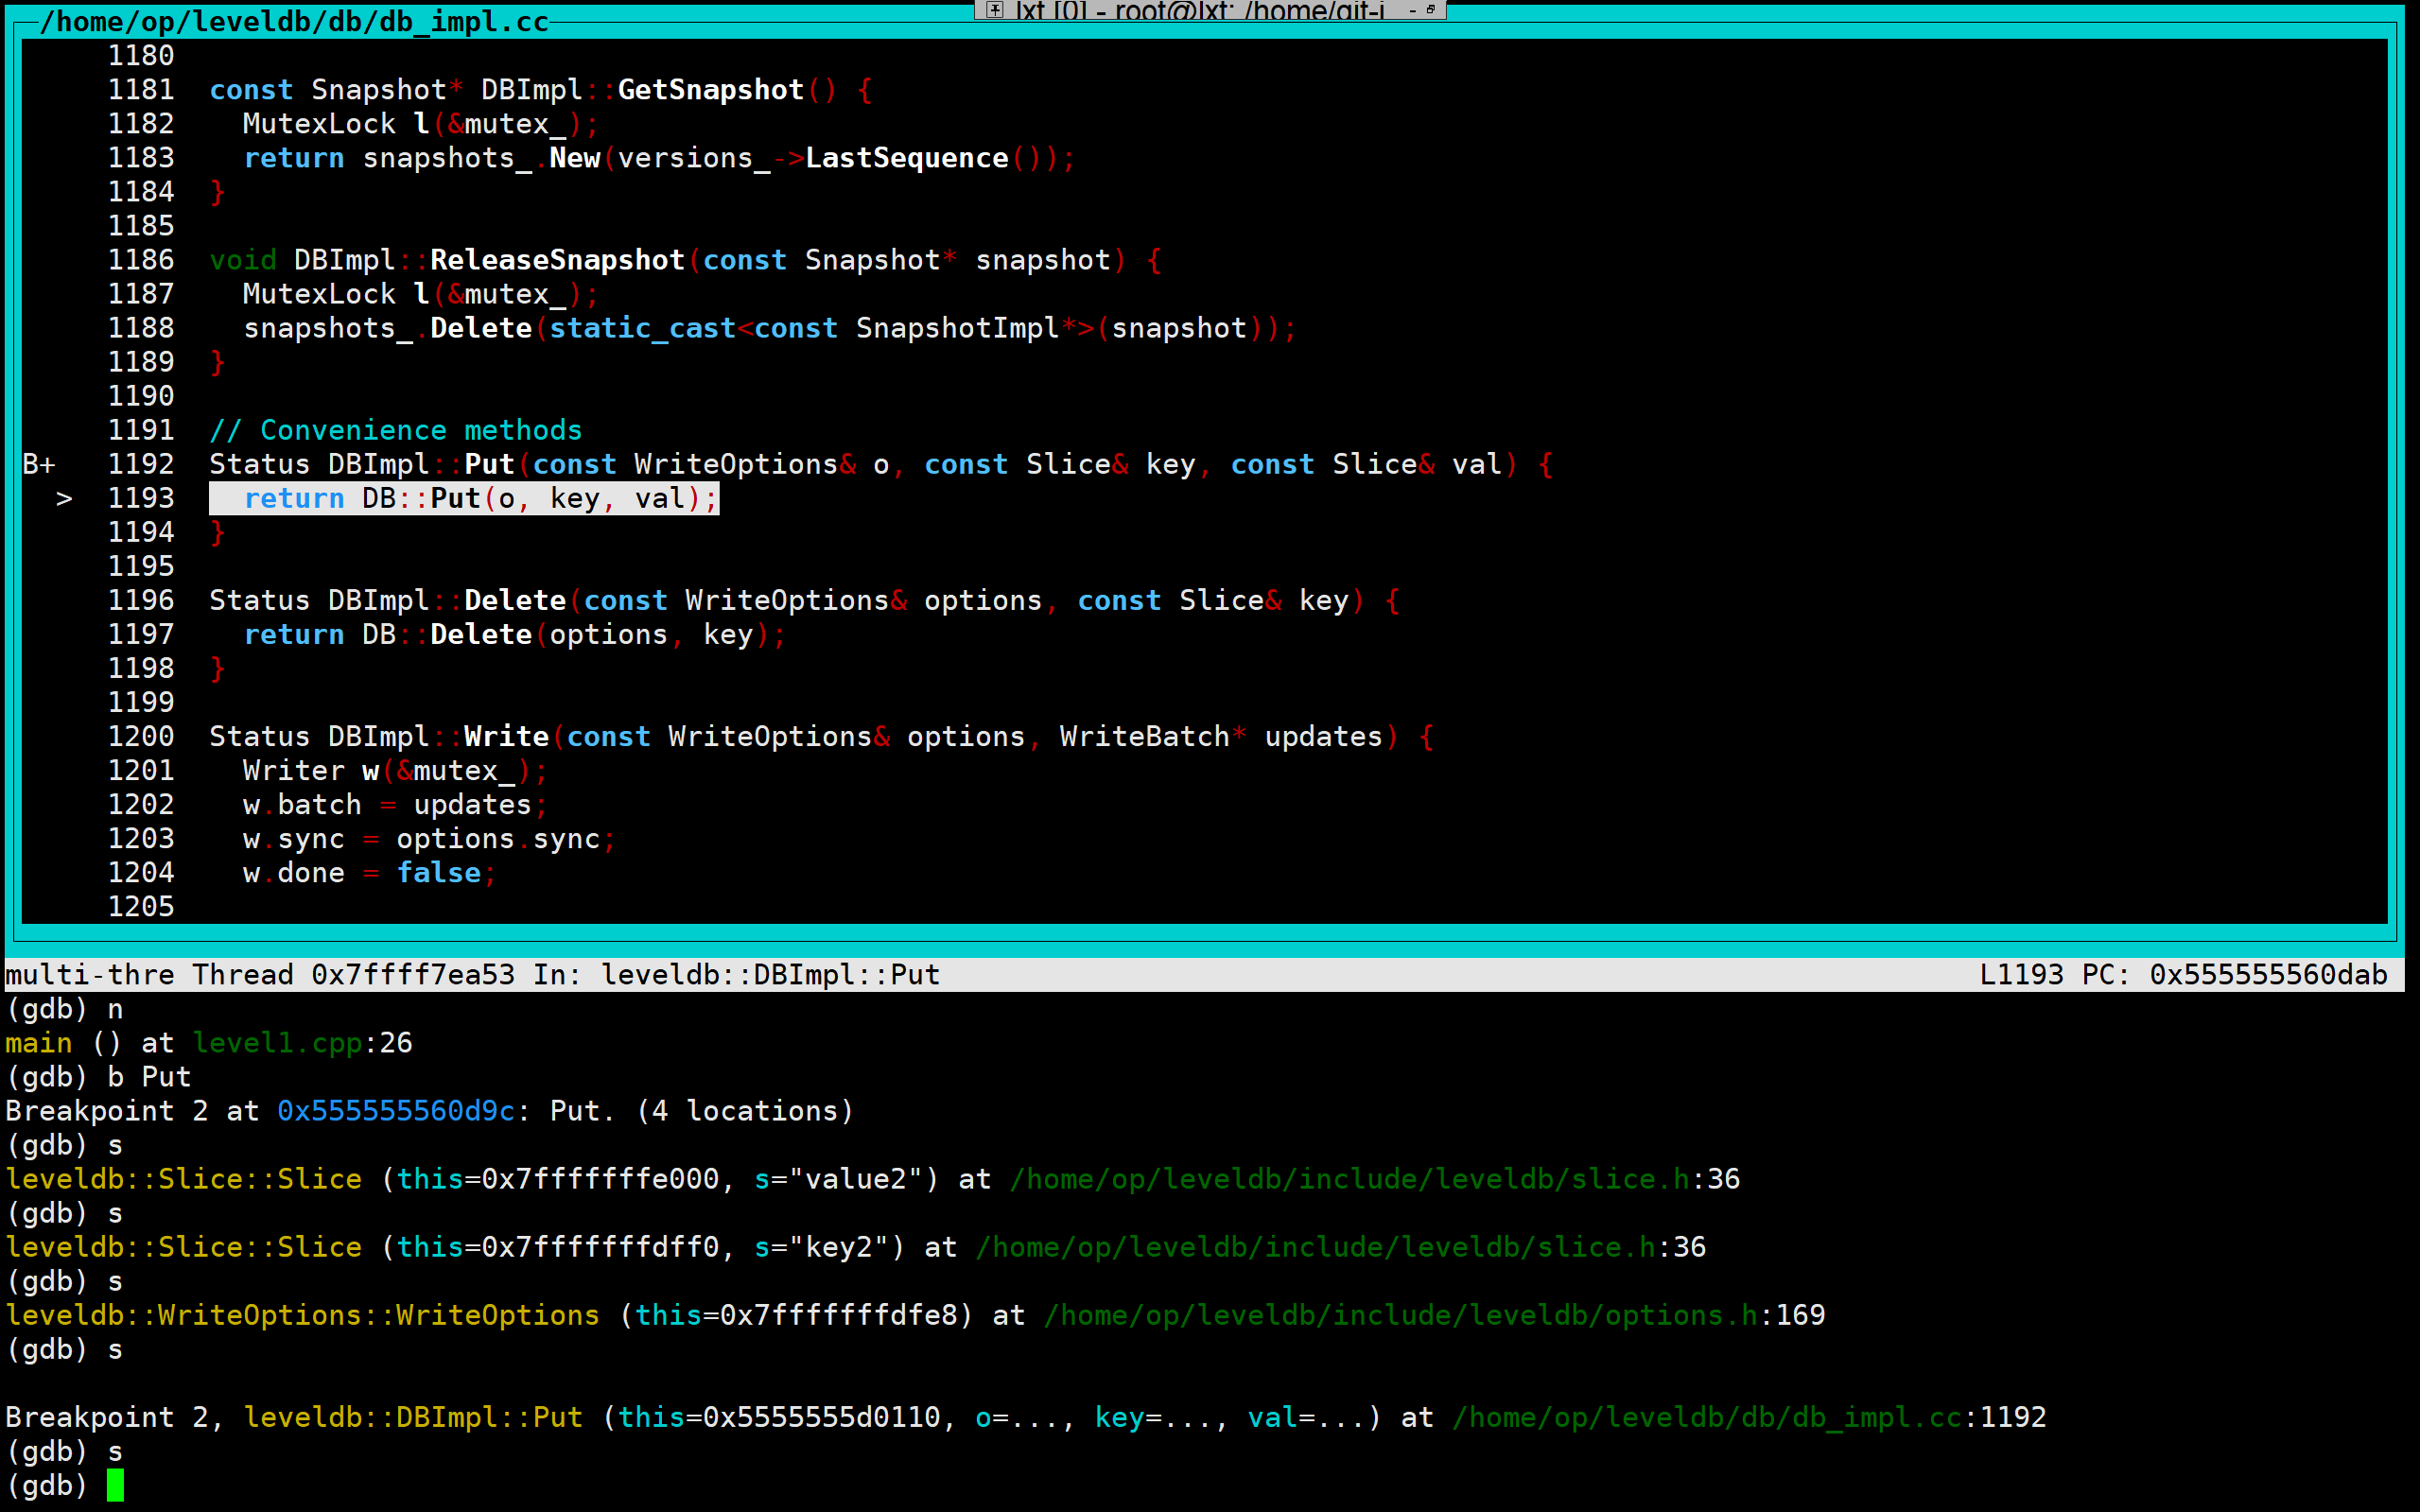 lxt [0] - root@lxt: /home/git-i
/home/op/leveldb/db/db_impl.cc
1180
1181  const Snapshot* DBImpl::GetSnapshot() {
1182    MutexLock l(&mutex_);
1183    return snapshots_.New(versions_->LastSequence());
1184  }
1185
1186  void DBImpl::ReleaseSnapshot(const Snapshot* snapshot) {
1187    MutexLock l(&mutex_);
1188    snapshots_.Delete(static_cast<const SnapshotImpl*>(snapshot));
1189  }
1190
1191  // Convenience methods
B+   1192  Status DBImpl::Put(const WriteOptions& o, const Slice& key, const Slice& val) {
  >  1193    return DB::Put(o, key, val);
1194  }
1195
1196  Status DBImpl::Delete(const WriteOptions& options, const Slice& key) {
1197    return DB::Delete(options, key);
1198  }
1199
1200  Status DBImpl::Write(const WriteOptions& options, WriteBatch* updates) {
1201    Writer w(&mutex_);
1202    w.batch = updates;
1203    w.sync = options.sync;
1204    w.done = false;
1205
multi-thre Thread 0x7ffff7ea53 In: leveldb::DBImpl::Put  L1193 PC: 0x555555560dab
(gdb) n
main () at level1.cpp:26
(gdb) b Put
Breakpoint 2 at 0x555555560d9c: Put. (4 locations)
(gdb) s
leveldb::Slice::Slice (this=0x7fffffffe000, s="value2") at /home/op/leveldb/include/leveldb/slice.h:36
(gdb) s
leveldb::Slice::Slice (this=0x7fffffffdff0, s="key2") at /home/op/leveldb/include/leveldb/slice.h:36
(gdb) s
leveldb::WriteOptions::WriteOptions (this=0x7fffffffdfe8) at /home/op/leveldb/include/leveldb/options.h:169
(gdb) s
Breakpoint 2, leveldb::DBImpl::Put (this=0x5555555d0110, o=..., key=..., val=...) at /home/op/leveldb/db/db_impl.cc:1192
(gdb) s
(gdb)